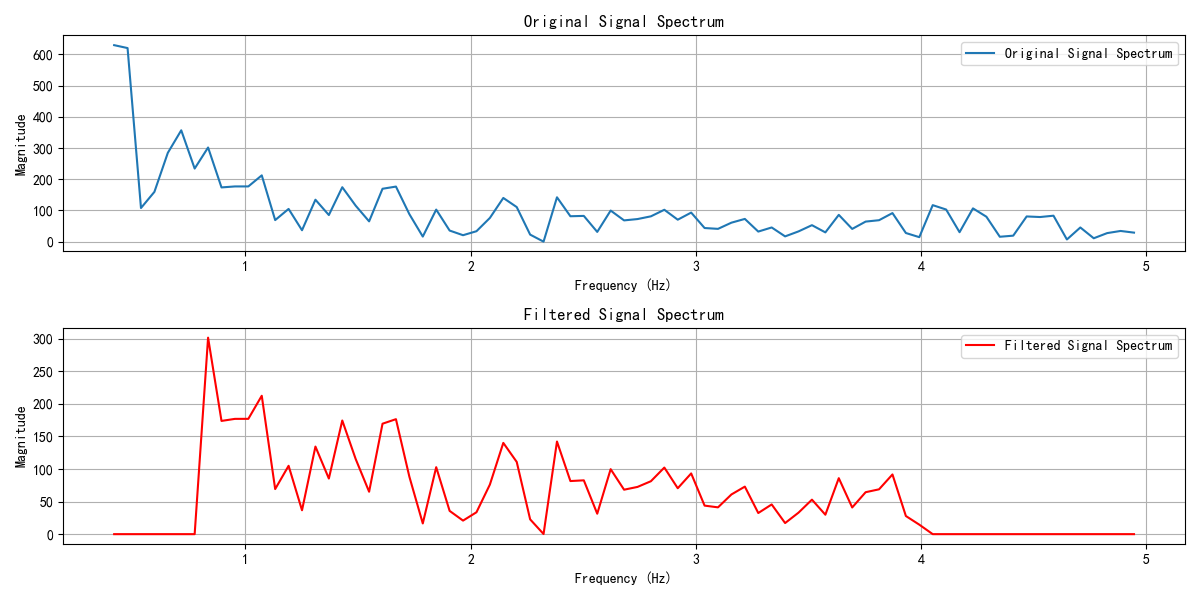 Original Signal Spectrum
Original Signal Spectrum
Magnitude
600
500
400
300
200
100
0
1 2 3 4 5
Frequency (Hz)
Filtered Signal Spectrum
Filtered Signal Spectrum
Magnitude
300
250
200
150
100
50
0
1 2 3 4 5
Frequency (Hz)